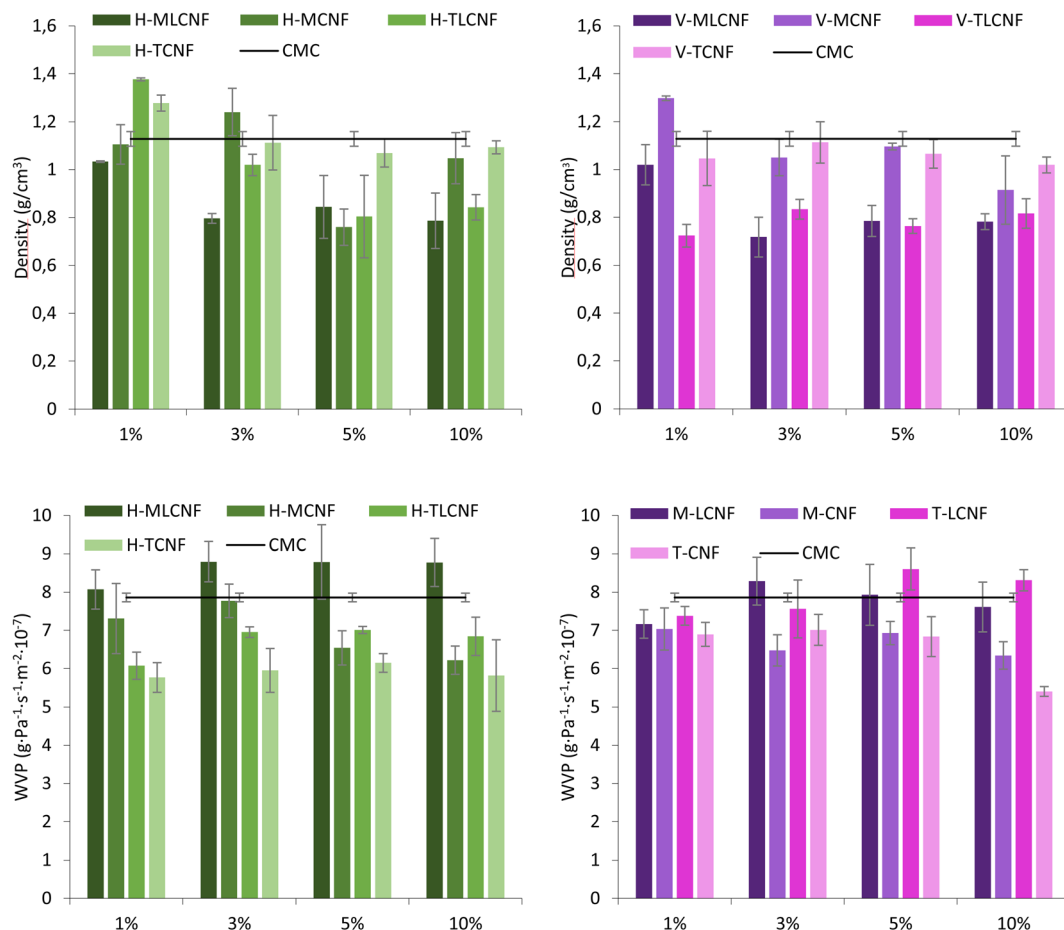 H-MLCNF H-MCNF H-TLCNF
H-TCNF CMC
Density (g/cm³)
1,6
1,4
1,2
1
0,8
0,6
0,4
0,2
0
1% 3% 5% 10%
V-MLCNF V-MCNF V-TLCNF
V-TCNF CMC
Density (g/cm³)
1,6
1,4
1,2
1
0,8
0,6
0,4
0,2
0
1% 3% 5% 10%
H-MLCNF H-MCNF H-TLCNF
H-TCNF CMC
WVP (g·Pa⁻¹·s⁻¹·m⁻²·10⁻⁷)
10
9
8
7
6
5
4
3
2
1
0
1% 3% 5% 10%
M-LCNF M-CNF T-LCNF
T-CNF CMC
WVP (g·Pa⁻¹·s⁻¹·m⁻²·10⁻⁷)
10
9
8
7
6
5
4
3
2
1
0
1% 3% 5% 10%